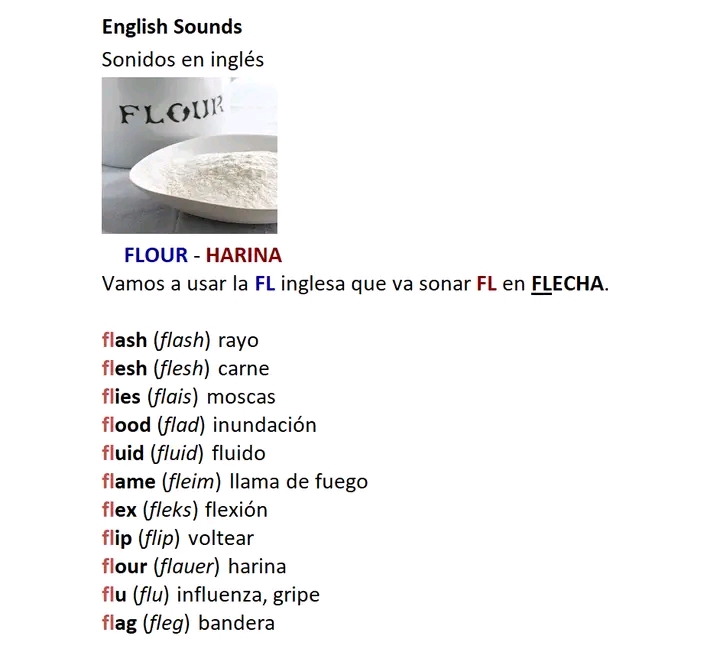 English Sounds
Sonidos en inglés
FLOUR
FLOUR - HARINA
Vamos a usar la FL inglesa que va sonar FL en FLECHA.
flash (flash) rayo
flesh (flesh) carne
flies (flais) moscas
flood (flad) inundación
fluid (fluid) fluido
flame (fleim) llama de fuego
flex (fleks) flexión
flip (flip) voltear
flour (flauer) harina
flu (flu) influenza, gripe
flag (fleg) bandera